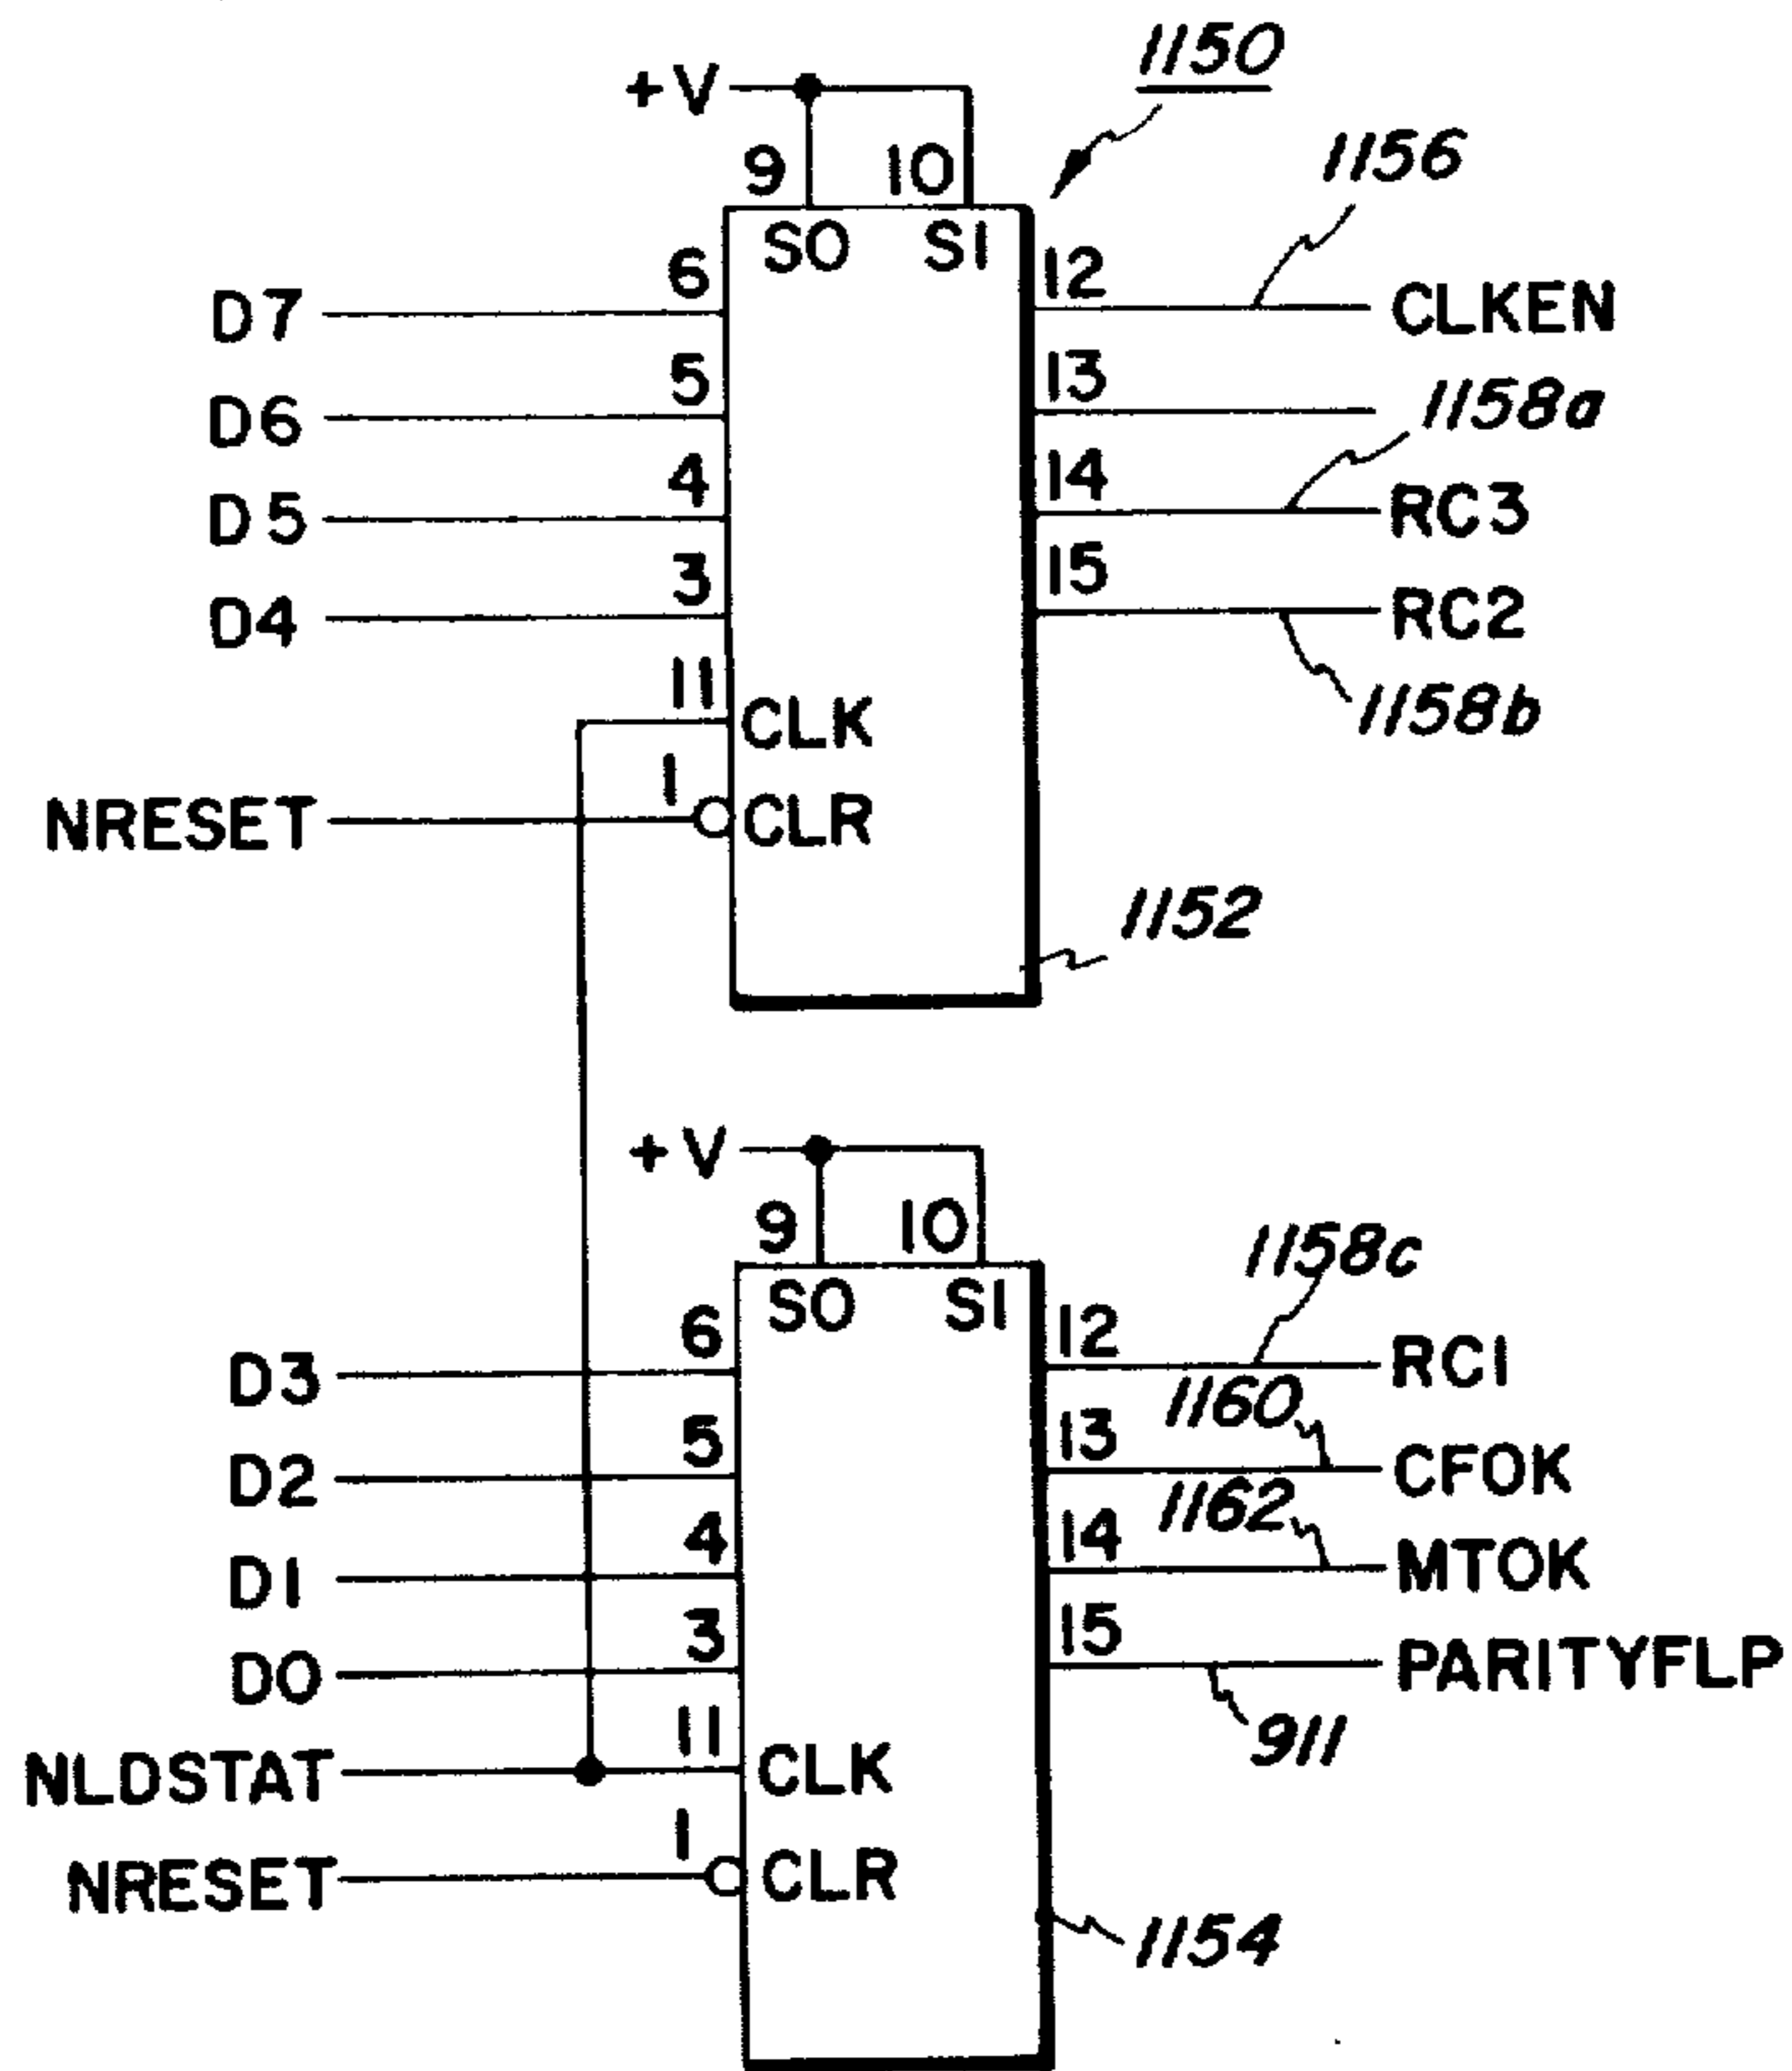 1150
+V
1156
9 10
SO SI
D7 6 12 CLKEN
D6 5 13
1158a
D5 4 14 RC3
D4 3 15 RC2
1158b
11 CLK
NRESET 1 CLR
1152
+V
9 10
1158c
SO SI
D3 6 12 RC1
1160
D2 5 13 CFOK
1162
D1 4 14 MTOK
D0 3 15 PARITYFLP
911
NLDSTAT 11 CLK
NRESET 1 CLR
1154